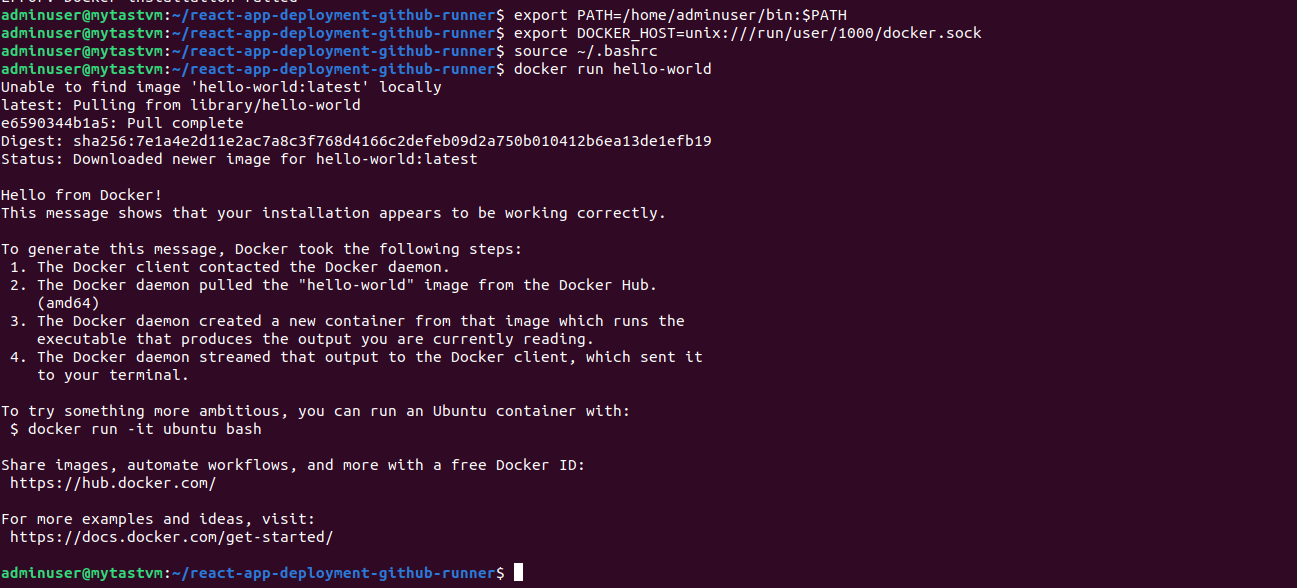 Error: Docker installation failed
adminuser@mytastvm:~/react-app-deployment-github-runner$ export PATH=/home/adminuser/bin:$PATH
adminuser@mytastvm:~/react-app-deployment-github-runner$ export DOCKER_HOST=unix:///run/user/1000/docker.sock
adminuser@mytastvm:~/react-app-deployment-github-runner$ source ~/.bashrc
adminuser@mytastvm:~/react-app-deployment-github-runner$ docker run hello-world
Unable to find image 'hello-world:latest' locally
latest: Pulling from library/hello-world
e6590344b1a5: Pull complete
Digest: sha256:7e1a4e2d11e2ac7a8c3f768d4166c2defeb09d2a750b010412b6ea13de1efb19
Status: Downloaded newer image for hello-world:latest

Hello from Docker!
This message shows that your installation appears to be working correctly.

To generate this message, Docker took the following steps:
 1. The Docker client contacted the Docker daemon.
 2. The Docker daemon pulled the "hello-world" image from the Docker Hub.
    (amd64)
 3. The Docker daemon created a new container from that image which runs the
    executable that produces the output you are currently reading.
 4. The Docker daemon streamed that output to the Docker client, which sent it
    to your terminal.

To try something more ambitious, you can run an Ubuntu container with:
 $ docker run -it ubuntu bash

Share images, automate workflows, and more with a free Docker ID:
 https://hub.docker.com/

For more examples and ideas, visit:
 https://docs.docker.com/get-started/

adminuser@mytastvm:~/react-app-deployment-github-runner$